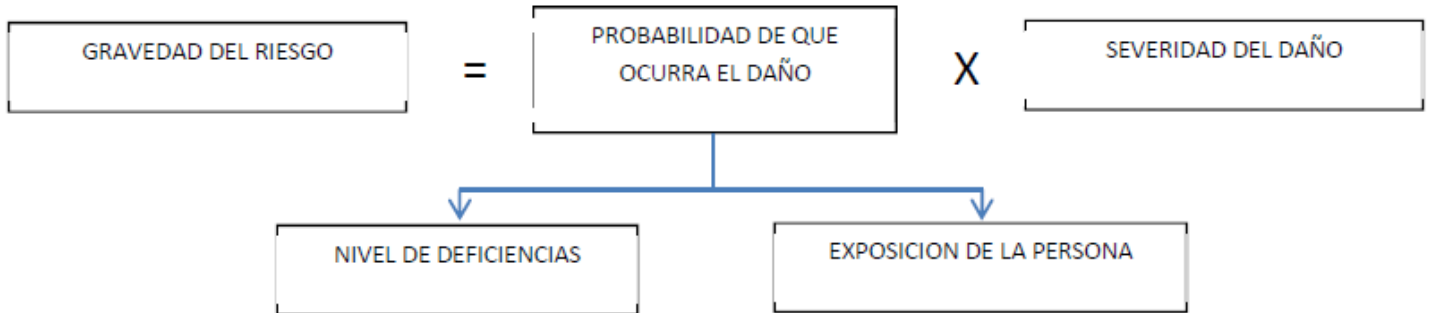 GRAVEDAD DEL RIESGO
=
PROBABILIDAD DE QUE
OCURRA EL DAÑO
X
SEVERIDAD DEL DAÑO
NIVEL DE DEFICIENCIAS
EXPOSICION DE LA PERSONA